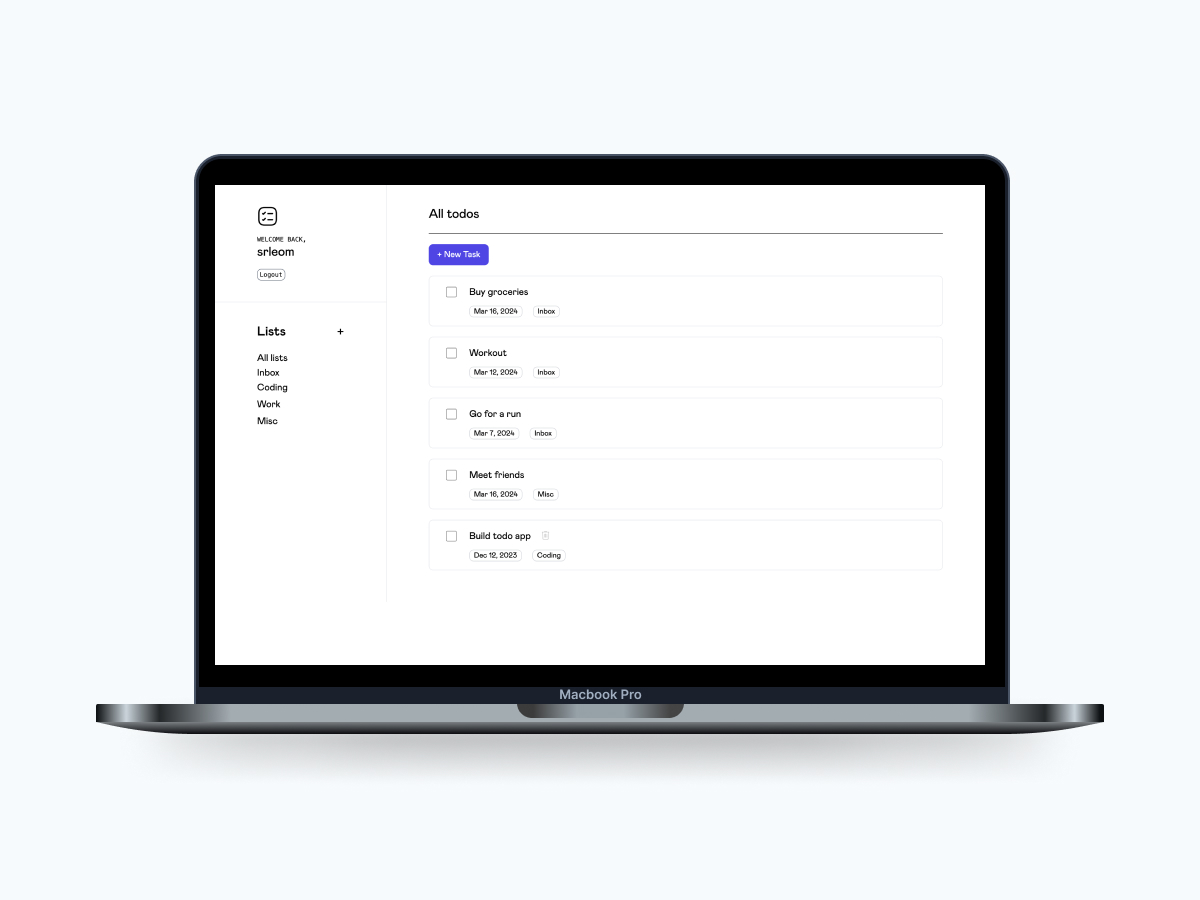 WELCOME BACK,
srleom
Logout
Lists +
All lists
Inbox
Coding
Work
Misc
All todos
+ New Task
Buy groceries
Mar 16, 2024 Inbox
Workout
Mar 12, 2024 Inbox
Go for a run
Mar 7, 2024 Inbox
Meet friends
Mar 16, 2024 Misc
Build todo app
Dec 12, 2023 Coding
Macbook Pro